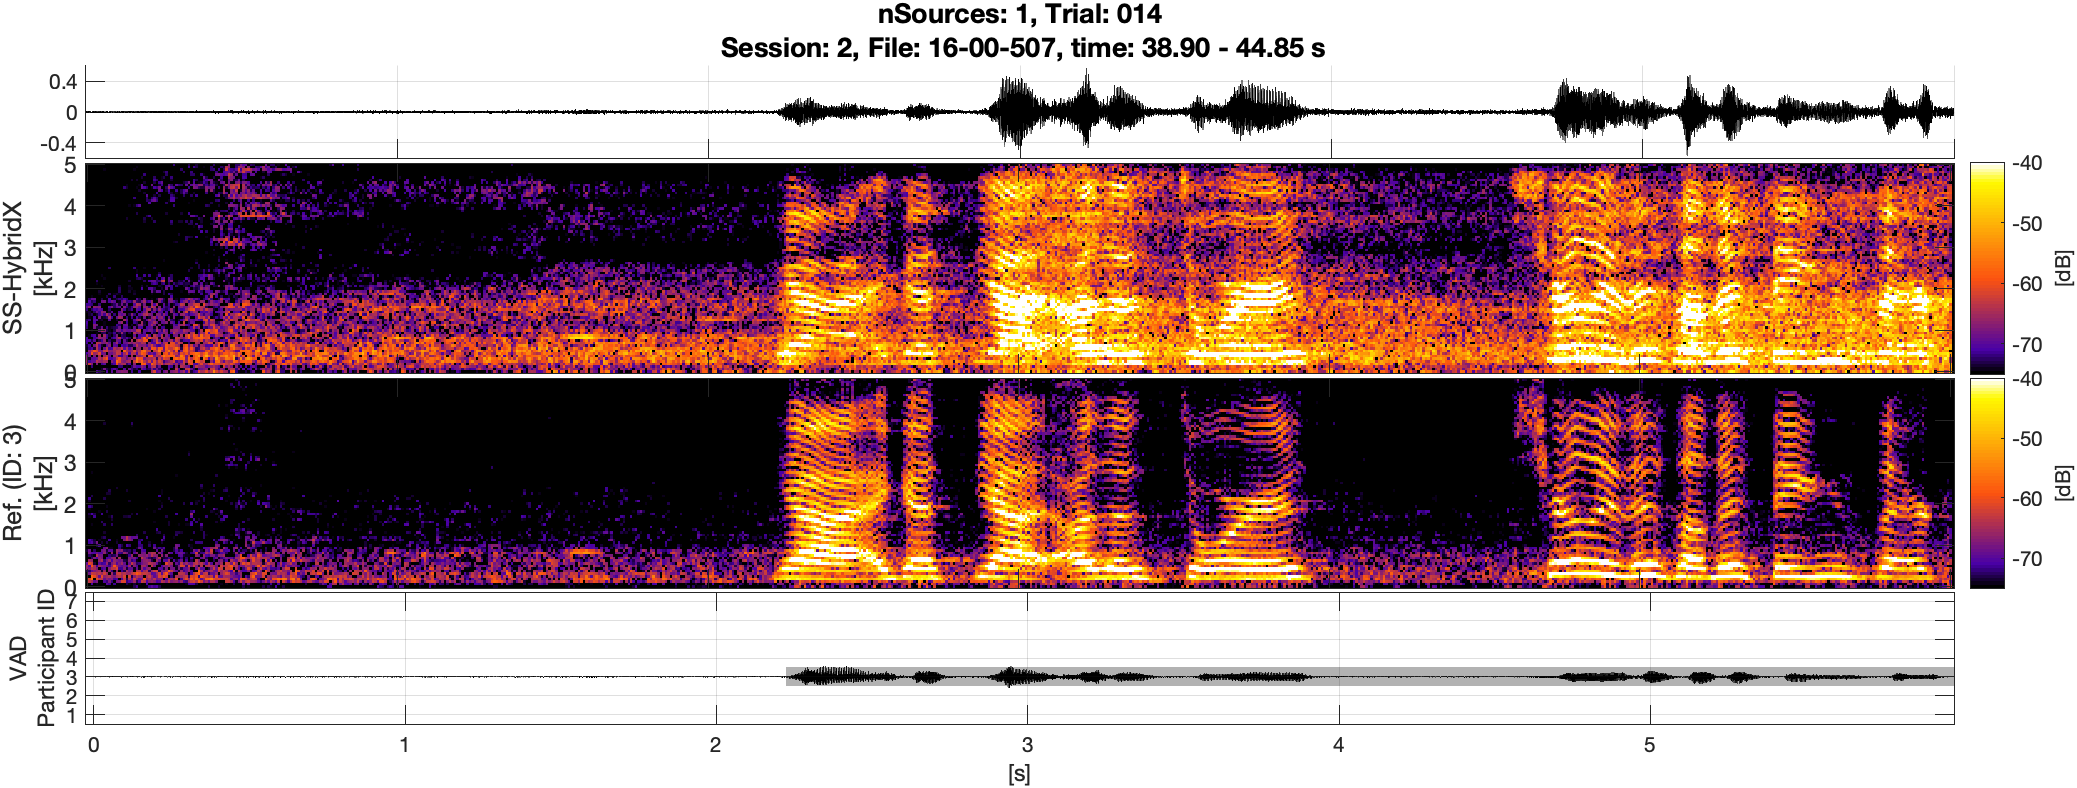 nSources: 1, Trial: 014
Session: 2, File: 16-00-507, time: 38.90 - 44.85 s
0.4
0
-0.4
SS-HybridX
[kHz]
5
4
3
2
1
0
-40
-50
-60
-70
[dB]
Ref. (ID: 3)
[kHz]
5
4
3
2
1
0
-40
-50
-60
-70
[dB]
VAD
Participant ID
7
6
5
4
3
2
1
0 1 2 3 4 5
[s]